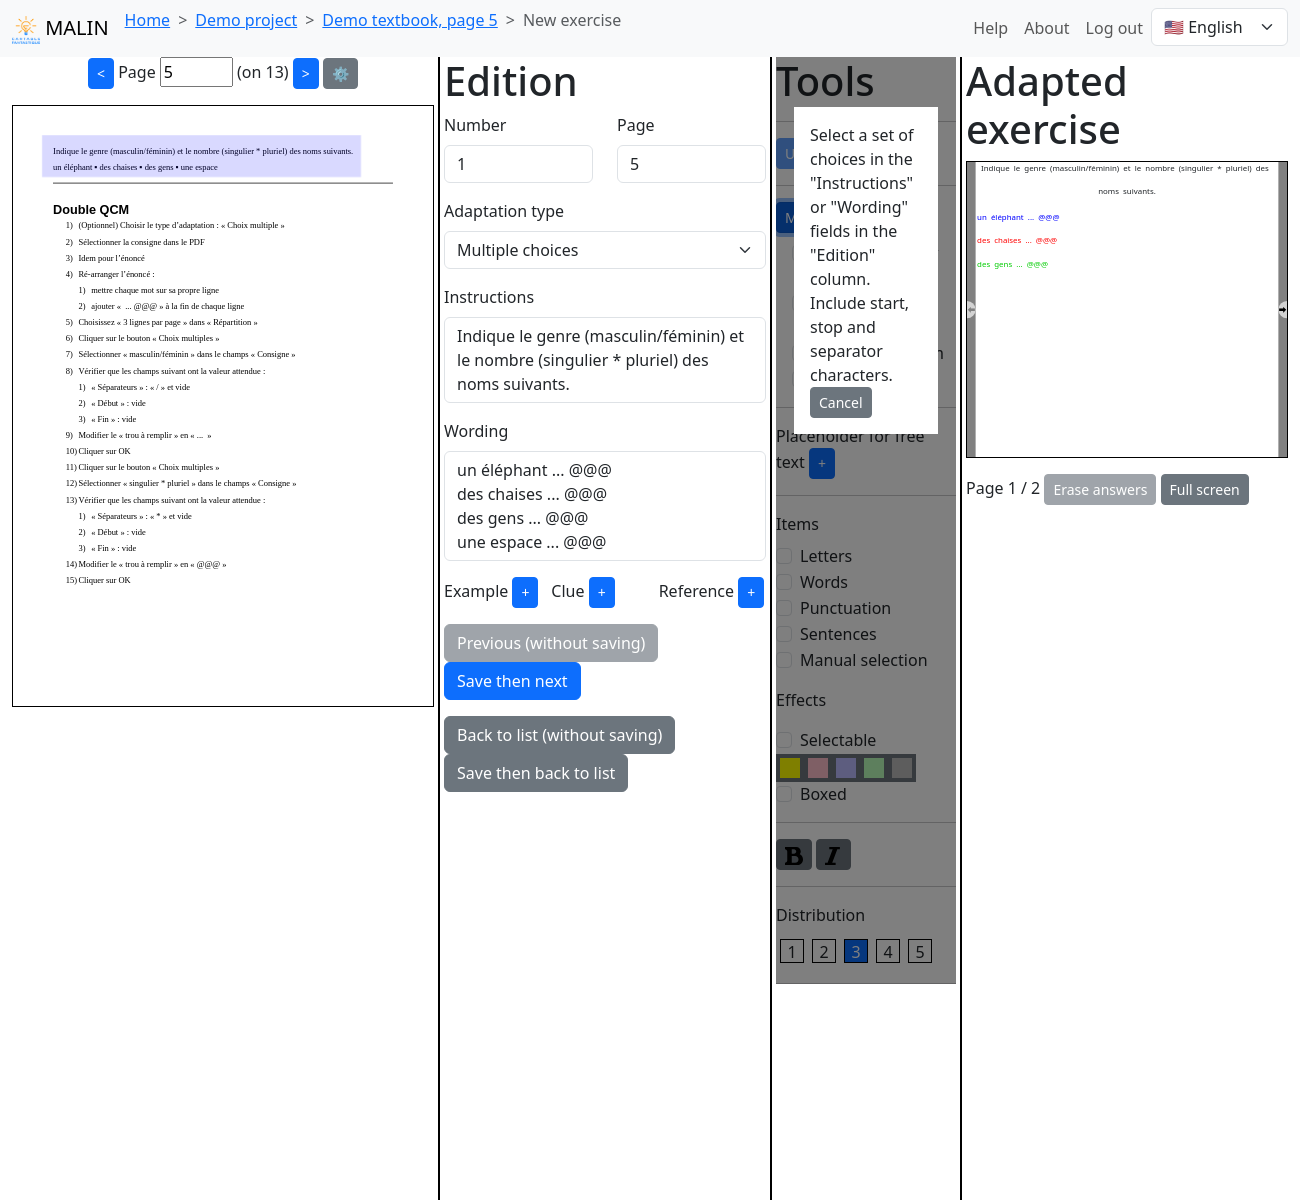 MALIN
Home > Demo project > Demo textbook, page 5 > New exercise
Help About Log out 🇺🇸 English
< Page 5 (on 13) > ⚙️
Indique le genre (masculin/féminin) et le nombre (singulier * pluriel) des noms suivants.
un éléphant • des chaises • des gens • une espace
Double QCM
1) (Optionnel) Choisir le type d’adaptation : « Choix multiple »
2) Sélectionner la consigne dans le PDF
3) Idem pour l’énoncé
4) Ré-arranger l’énoncé :
1) mettre chaque mot sur sa propre ligne
2) ajouter « ... @@@ » à la fin de chaque ligne
5) Choisissez « 3 lignes par page » dans « Répartition »
6) Cliquer sur le bouton « Choix multiples »
7) Sélectionner « masculin/féminin » dans le champs « Consigne »
8) Vérifier que les champs suivant ont la valeur attendue :
1) « Séparateurs » : « / » et vide
2) « Début » : vide
3) « Fin » : vide
9) Modifier le « trou à remplir » en « ... »
10) Cliquer sur OK
11) Cliquer sur le bouton « Choix multiples »
12) Sélectionner « singulier * pluriel » dans le champs « Consigne »
13) Vérifier que les champs suivant ont la valeur attendue :
1) « Séparateurs » : « * » et vide
2) « Début » : vide
3) « Fin » : vide
14) Modifier le « trou à remplir » en « @@@ »
15) Cliquer sur OK
Edition
Number Page
1 5
Adaptation type
Multiple choices
Instructions
Indique le genre (masculin/féminin) et
le nombre (singulier * pluriel) des
noms suivants.
Wording
un éléphant ... @@@
des chaises ... @@@
des gens ... @@@
une espace ... @@@
Example + Clue + Reference +
Previous (without saving)
Save then next
Back to list (without saving)
Save then back to list
Tools
Select a set of
choices in the
"Instructions"
or "Wording"
fields in the
"Edition"
column.
Include start,
stop and
separator
characters.
Cancel
Placeholder for free
text +
Items
Letters
Words
Punctuation
Sentences
Manual selection
Effects
Selectable
Boxed
B I
Distribution
1 2 3 4 5
Adapted
exercise
Indique le genre (masculin/féminin) et le nombre (singulier * pluriel) des
noms suivants.
un éléphant ... @@@
des chaises ... @@@
des gens ... @@@
Page 1 / 2 Erase answers Full screen